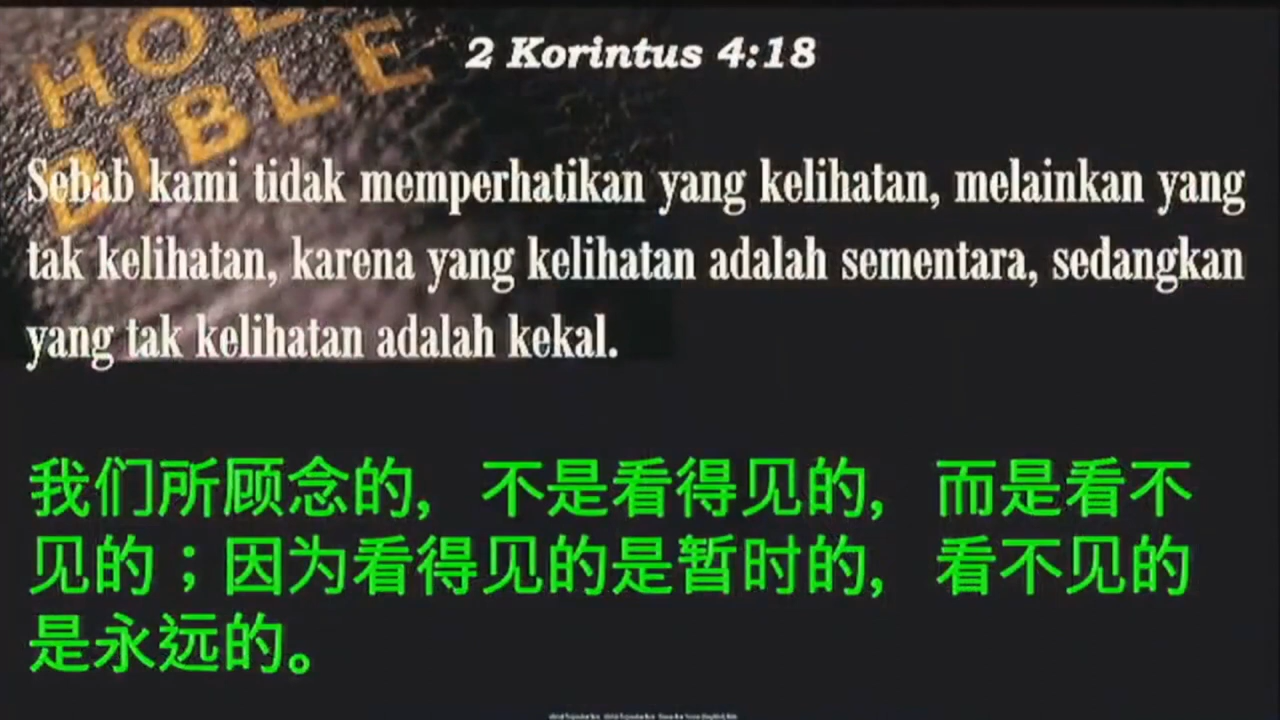 HOL
BIBLE
2 Korintus 4:18
Sebab kami tidak memperhatikan yang kelihatan, melainkan yang
tak kelihatan, karena yang kelihatan adalah sementara, sedangkan
yang tak kelihatan adalah kekal.
我们所顾念的, 不是看得见的, 而是看不
见的；因为看得见的是暂时的, 看不见的
是永远的。